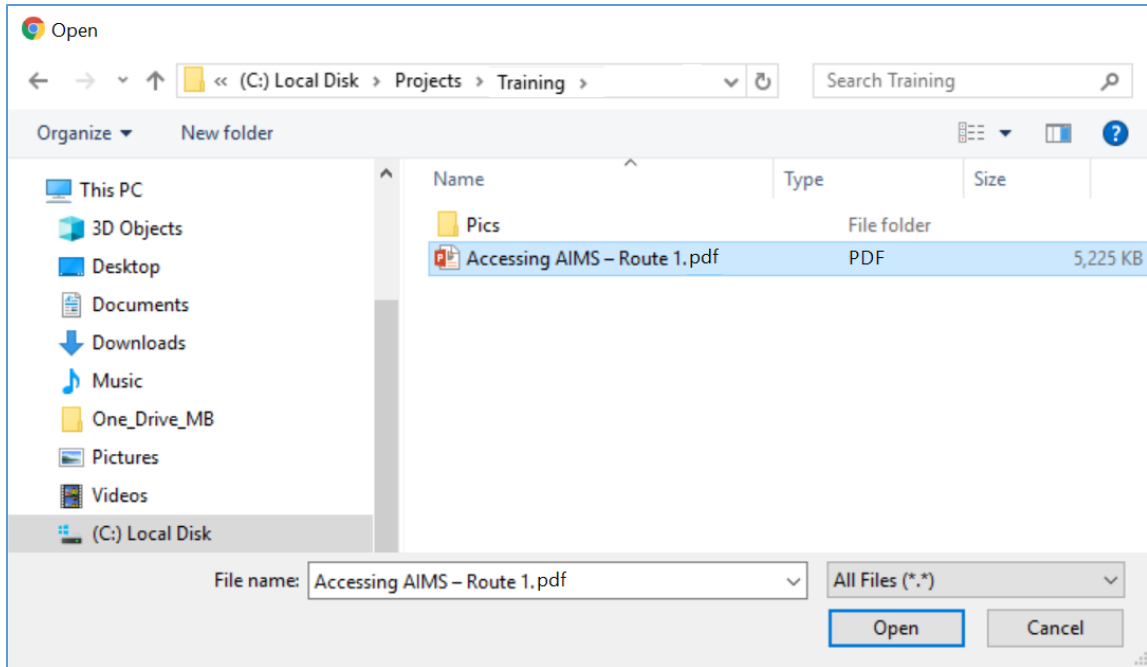 Open
« (C:) Local Disk > Projects > Training >
Search Training
Organize
New folder
Name Type Size
This PC
3D Objects
Desktop
Documents
Downloads
Music
One_Drive_MB
Pictures
Videos
(C:) Local Disk
Pics File folder
Accessing AIMS – Route 1.pdf PDF 5,225 KB
File name: Accessing AIMS – Route 1.pdf
All Files (*.*)
Open
Cancel